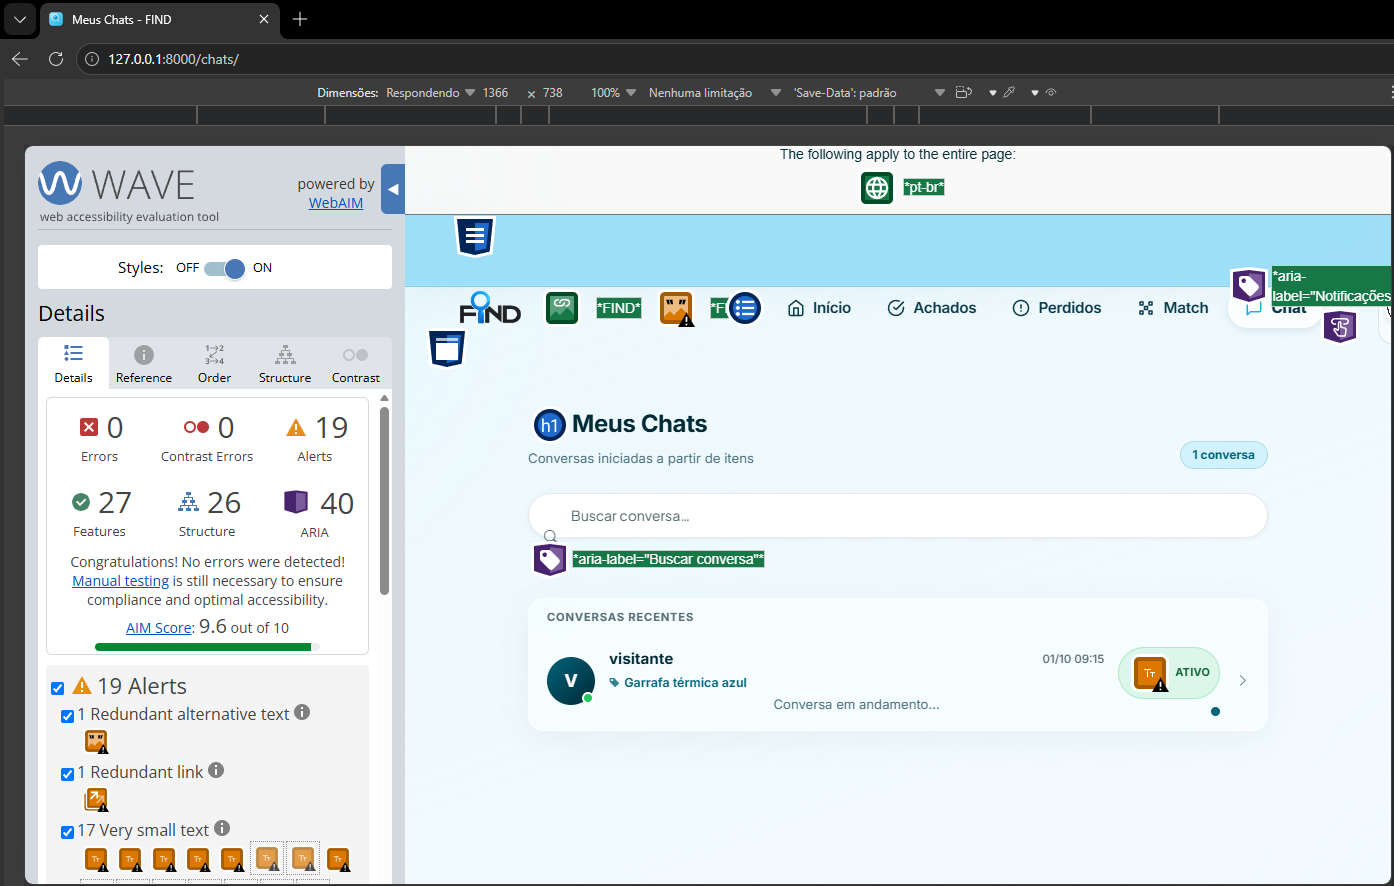 Meus Chats - FIND
127.0.0.1:8000/chats/
Dimensões: Respondendo 1366 x 738 100% Nenhuma limitação 'Save-Data': padrão
WAVE
web accessibility evaluation tool
powered by
WebAIM
Styles: OFF ON
Details
Details Reference Order Structure Contrast
0 0 19
Errors Contrast Errors Alerts
27 26 40
Features Structure ARIA
Congratulations! No errors were detected!
Manual testing is still necessary to ensure
compliance and optimal accessibility.
AIM Score: 9.6 out of 10
19 Alerts
1 Redundant alternative text
1 Redundant link
17 Very small text
The following apply to the entire page:
*pt-br*
FIND *FIND* *F Início Achados Perdidos Match Chat
*aria-
label="Notificações
h1 Meus Chats
Conversas iniciadas a partir de itens
1 conversa
Buscar conversa...
*aria-label="Buscar conversa"*
CONVERSAS RECENTES
V visitante 01/10 09:15 ATIVO
Garrafa térmica azul
Conversa em andamento...